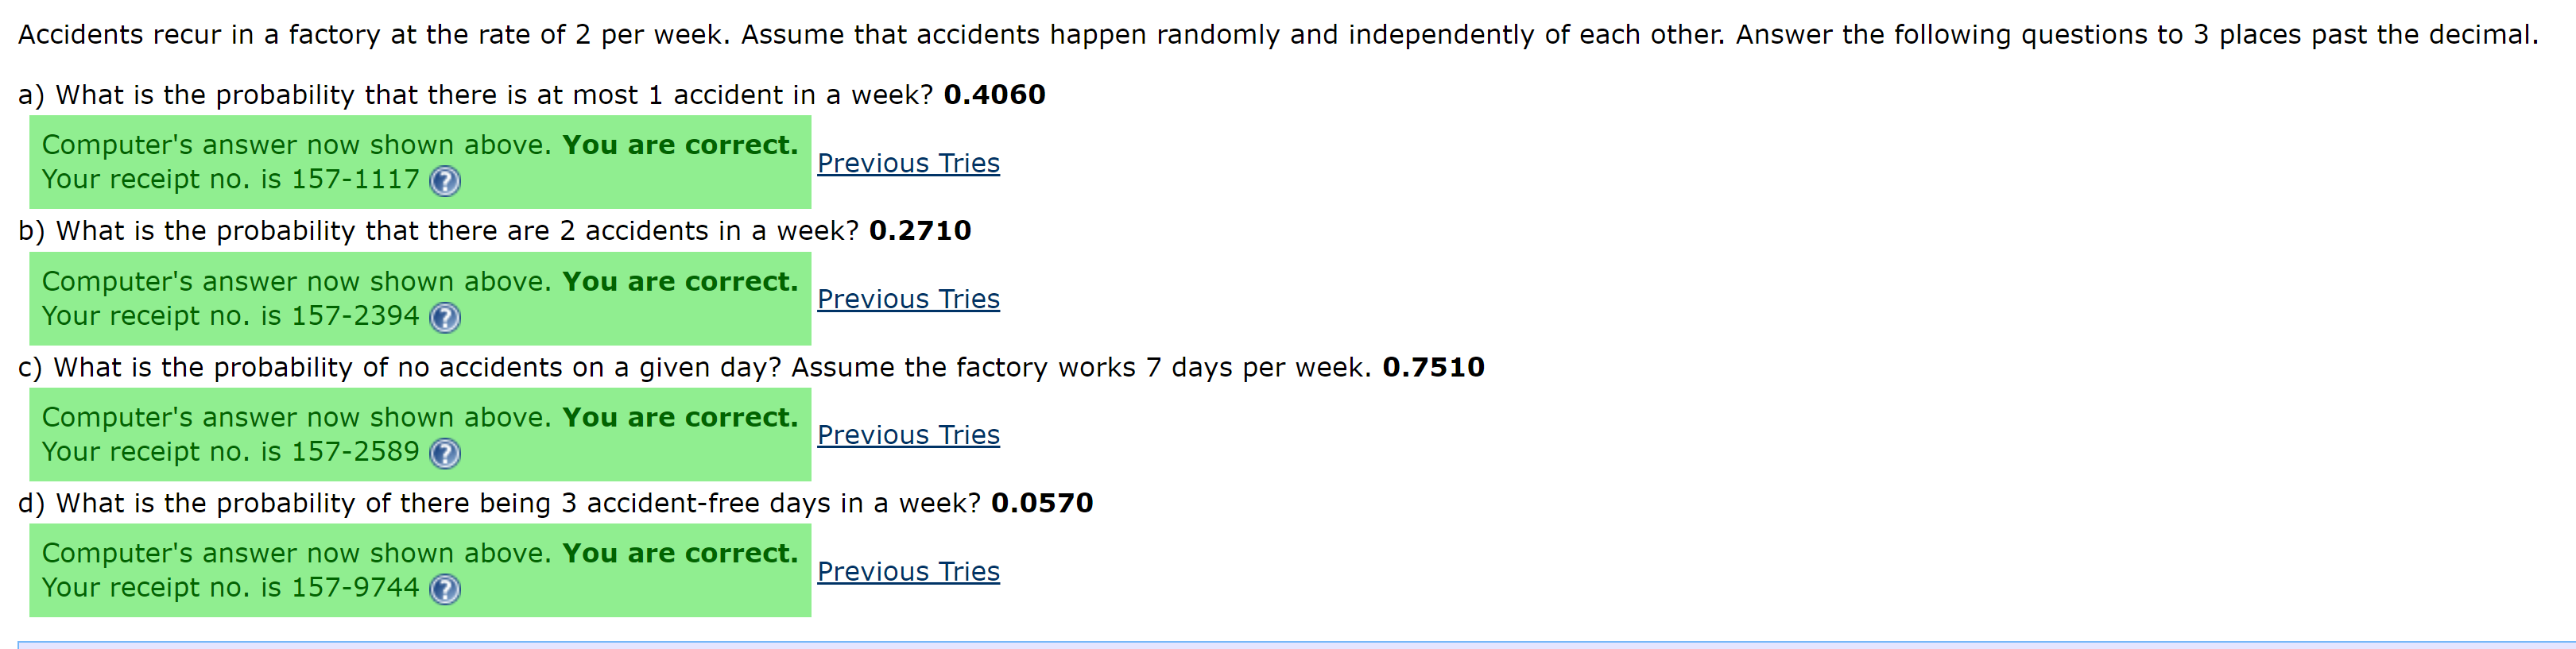 Accidents recur in a factory at the rate of 2 per week. Assume that accidents happen randomly and independently of each other. Answer the following questions to 3 places past the decimal.
a) What is the probability that there is at most 1 accident in a week? 0.4060
Computer's answer now shown above. You are correct.
Your receipt no. is 157-1117 ?
Previous Tries
b) What is the probability that there are 2 accidents in a week? 0.2710
Computer's answer now shown above. You are correct.
Your receipt no. is 157-2394 ?
Previous Tries
c) What is the probability of no accidents on a given day? Assume the factory works 7 days per week. 0.7510
Computer's answer now shown above. You are correct.
Your receipt no. is 157-2589 ?
Previous Tries
d) What is the probability of there being 3 accident-free days in a week? 0.0570
Computer's answer now shown above. You are correct.
Your receipt no. is 157-9744 ?
Previous Tries